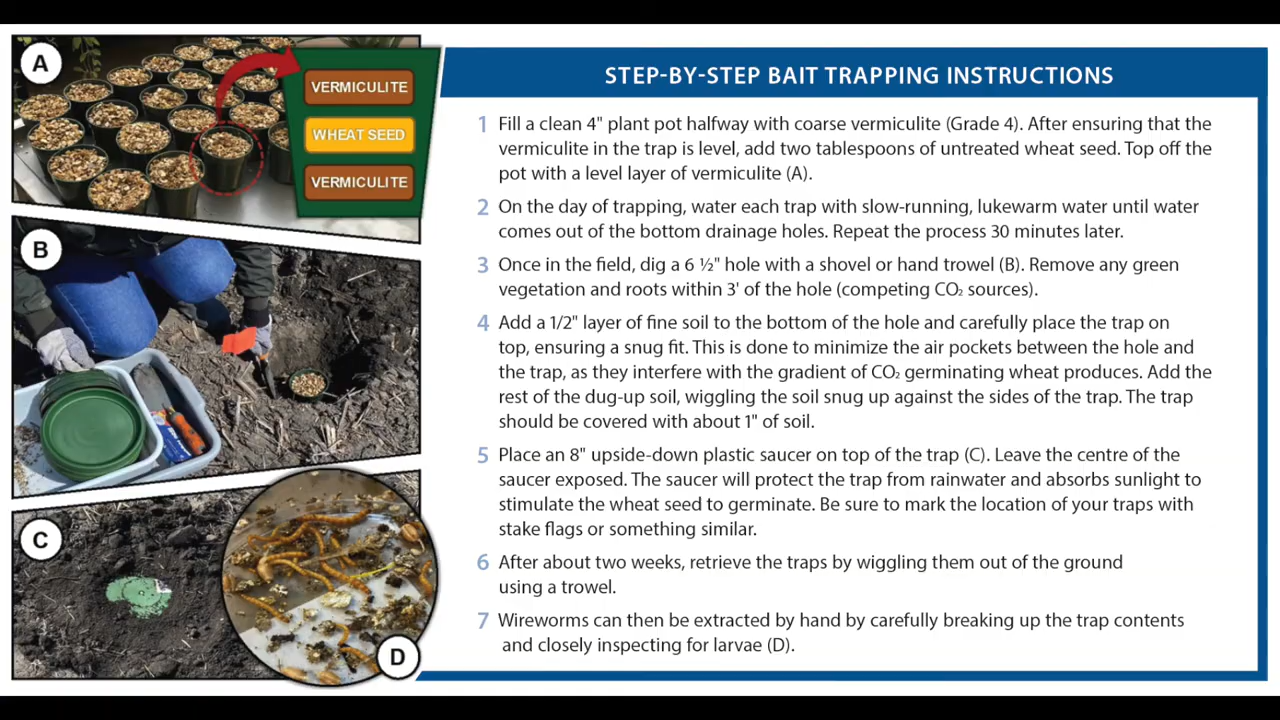 A
VERMICULITE
WHEAT SEED
VERMICULITE
B
C
D
STEP-BY-STEP BAIT TRAPPING INSTRUCTIONS
1 Fill a clean 4" plant pot halfway with coarse vermiculite (Grade 4). After ensuring that the
vermiculite in the trap is level, add two tablespoons of untreated wheat seed. Top off the
pot with a level layer of vermiculite (A).
2 On the day of trapping, water each trap with slow-running, lukewarm water until water
comes out of the bottom drainage holes. Repeat the process 30 minutes later.
3 Once in the field, dig a 6 ½" hole with a shovel or hand trowel (B). Remove any green
vegetation and roots within 3' of the hole (competing CO₂ sources).
4 Add a 1/2" layer of fine soil to the bottom of the hole and carefully place the trap on
top, ensuring a snug fit. This is done to minimize the air pockets between the hole and
the trap, as they interfere with the gradient of CO₂ germinating wheat produces. Add the
rest of the dug-up soil, wiggling the soil snug up against the sides of the trap. The trap
should be covered with about 1" of soil.
5 Place an 8" upside-down plastic saucer on top of the trap (C). Leave the centre of the
saucer exposed. The saucer will protect the trap from rainwater and absorbs sunlight to
stimulate the wheat seed to germinate. Be sure to mark the location of your traps with
stake flags or something similar.
6 After about two weeks, retrieve the traps by wiggling them out of the ground
using a trowel.
7 Wireworms can then be extracted by hand by carefully breaking up the trap contents
and closely inspecting for larvae (D).